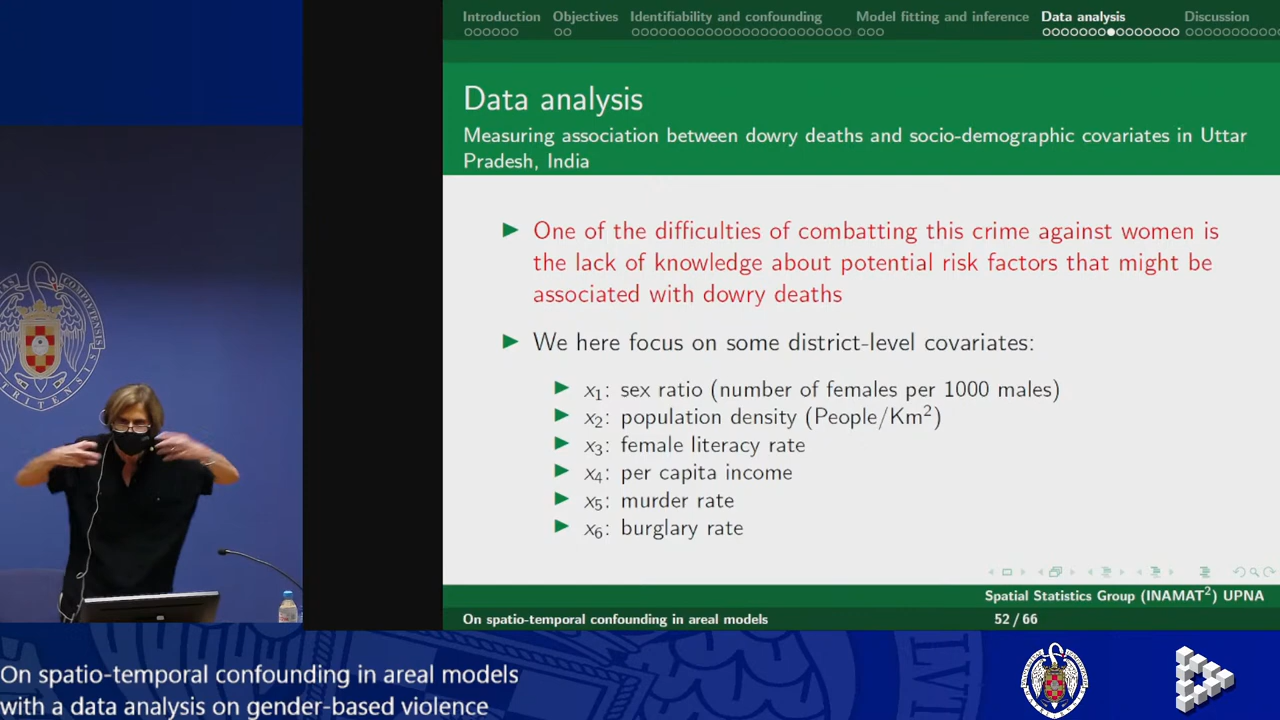 Introduction Objectives Identifiability and confounding Model fitting and inference Data analysis Discussion
Data analysis
Measuring association between dowry deaths and socio-demographic covariates in Uttar
Pradesh, India
One of the difficulties of combatting this crime against women is
the lack of knowledge about potential risk factors that might be
associated with dowry deaths
We here focus on some district-level covariates:
x₁: sex ratio (number of females per 1000 males)
x₂: population density (People/Km²)
x₃: female literacy rate
x₄: per capita income
x₅: murder rate
x₆: burglary rate
Spatial Statistics Group (INAMAT²) UPNA
On spatio-temporal confounding in areal models 52 / 66
On spatio-temporal confounding in areal models
with a data analysis on gender-based violence